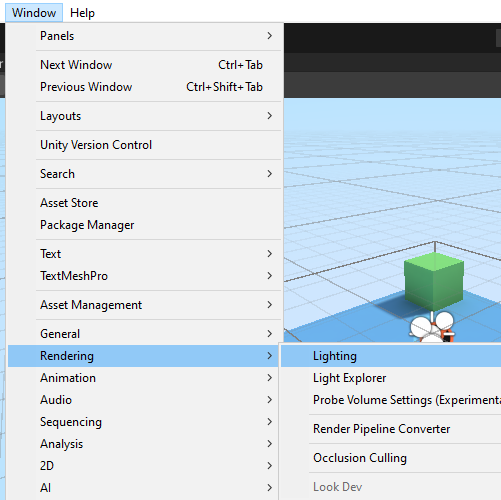 Window Help
Panels
Next Window Ctrl+Tab
Previous Window Ctrl+Shift+Tab
Layouts
Unity Version Control
Search
Asset Store
Package Manager
Text
TextMeshPro
Asset Management
General
Rendering
Lighting
Animation
Light Explorer
Audio
Probe Volume Settings (Experimenta
Sequencing
Render Pipeline Converter
Analysis
Occlusion Culling
2D
AI
Look Dev